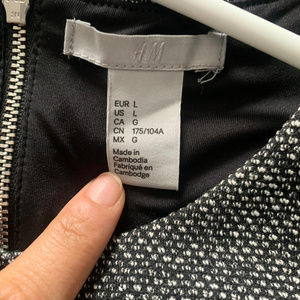 H&M
EUR L
US L
CA G
CN 175/104A
MX G
Made in
Cambodia
Fabriqué en
Cambodge